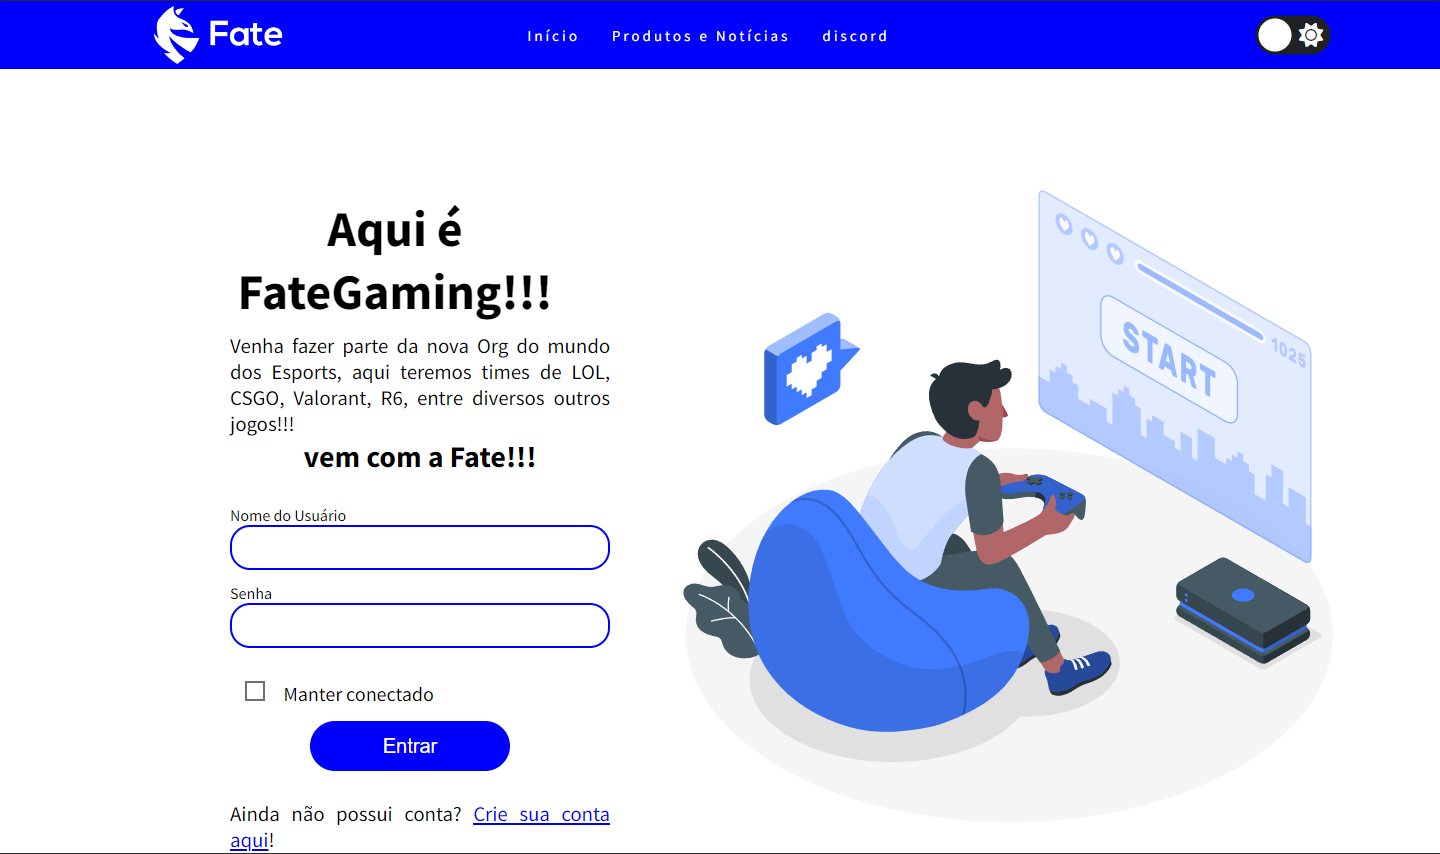 Fate
Início Produtos e Notícias discord
Aqui é
FateGaming!!!
Venha fazer parte da nova Org do mundo
dos Esports, aqui teremos times de LOL,
CSGO, Valorant, R6, entre diversos outros
jogos!!!
vem com a Fate!!!
Nome do Usuário
Senha
Manter conectado
Entrar
Ainda não possui conta? Crie sua conta
aqui!
1025
START